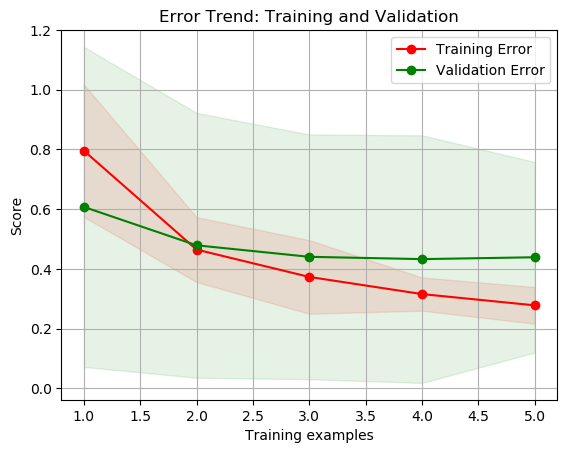 Error Trend: Training and Validation
Training Error
Validation Error
Score
1.2
1.0
0.8
0.6
0.4
0.2
0.0
1.0 1.5 2.0 2.5 3.0 3.5 4.0 4.5 5.0
Training examples